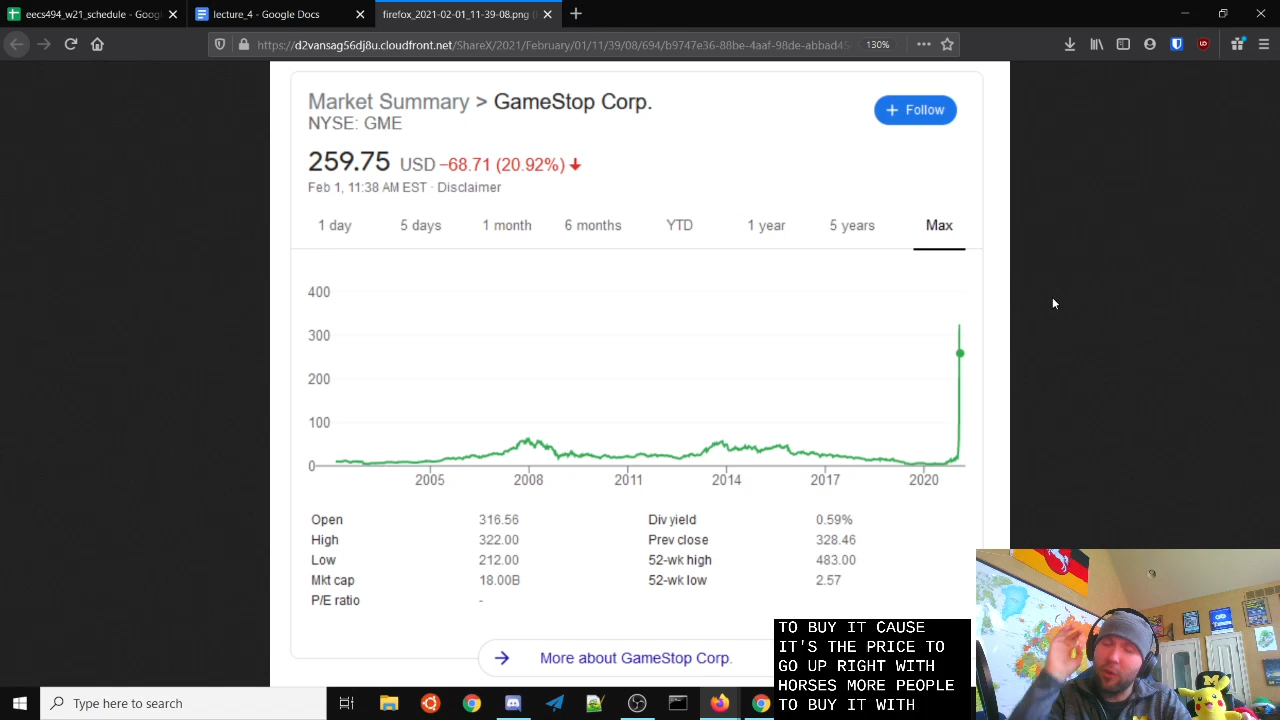 eecs494_w21_schedule - Goog
lecture_4 - Google Docs
firefox_2021-02-01_11-39-08.png (
https://d2vansag56dj8u.cloudfront.net/ShareX/2021/February/01/11/39/08/694/b9747e36-88be-4aaf-98de-abbad45
130%
Market Summary > GameStop Corp.
NYSE: GME
+ Follow
259.75 USD −68.71 (20.92%)
Feb 1, 11:38 AM EST · Disclaimer
1 day 5 days 1 month 6 months YTD 1 year 5 years Max
400
300
200
100
0
2005 2008 2011 2014 2017 2020
Open 316.56 Div yield 0.59%
High 322.00 Prev close 328.46
Low 212.00 52-wk high 483.00
Mkt cap 18.00B 52-wk low 2.57
P/E ratio -
More about GameStop Corp.
TO BUY IT CAUSE
IT'S THE PRICE TO
GO UP RIGHT WITH
HORSES MORE PEOPLE
TO BUY IT WITH
Type here to search